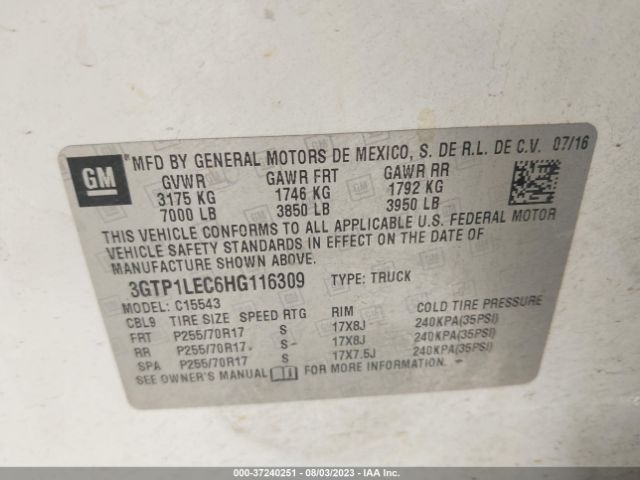 GM
MFD BY GENERAL MOTORS DE MEXICO, S. DE R.L. DE C.V. 07/16
GVWR GAWR FRT GAWR RR
3175 KG 1746 KG 1792 KG
7000 LB 3850 LB 3950 LB
THIS VEHICLE CONFORMS TO ALL APPLICABLE U.S. FEDERAL MOTOR
VEHICLE SAFETY STANDARDS IN EFFECT ON THE DATE OF
MANUFACTURE SHOWN ABOVE.
3GTP1LEC6HG116309 TYPE: TRUCK
MODEL: C15543
CBL9 TIRE SIZE SPEED RTG RIM COLD TIRE PRESSURE
FRT P255/70R17 S 17X8J 240KPA(35PSI)
RR P255/70R17 S 17X8J 240KPA(35PSI)
SPA P255/70R17 S 17X7.5J 240KPA(35PSI)
SEE OWNER'S MANUAL FOR MORE INFORMATION.
000-37240251 - 08/03/2023 - IAA Inc.